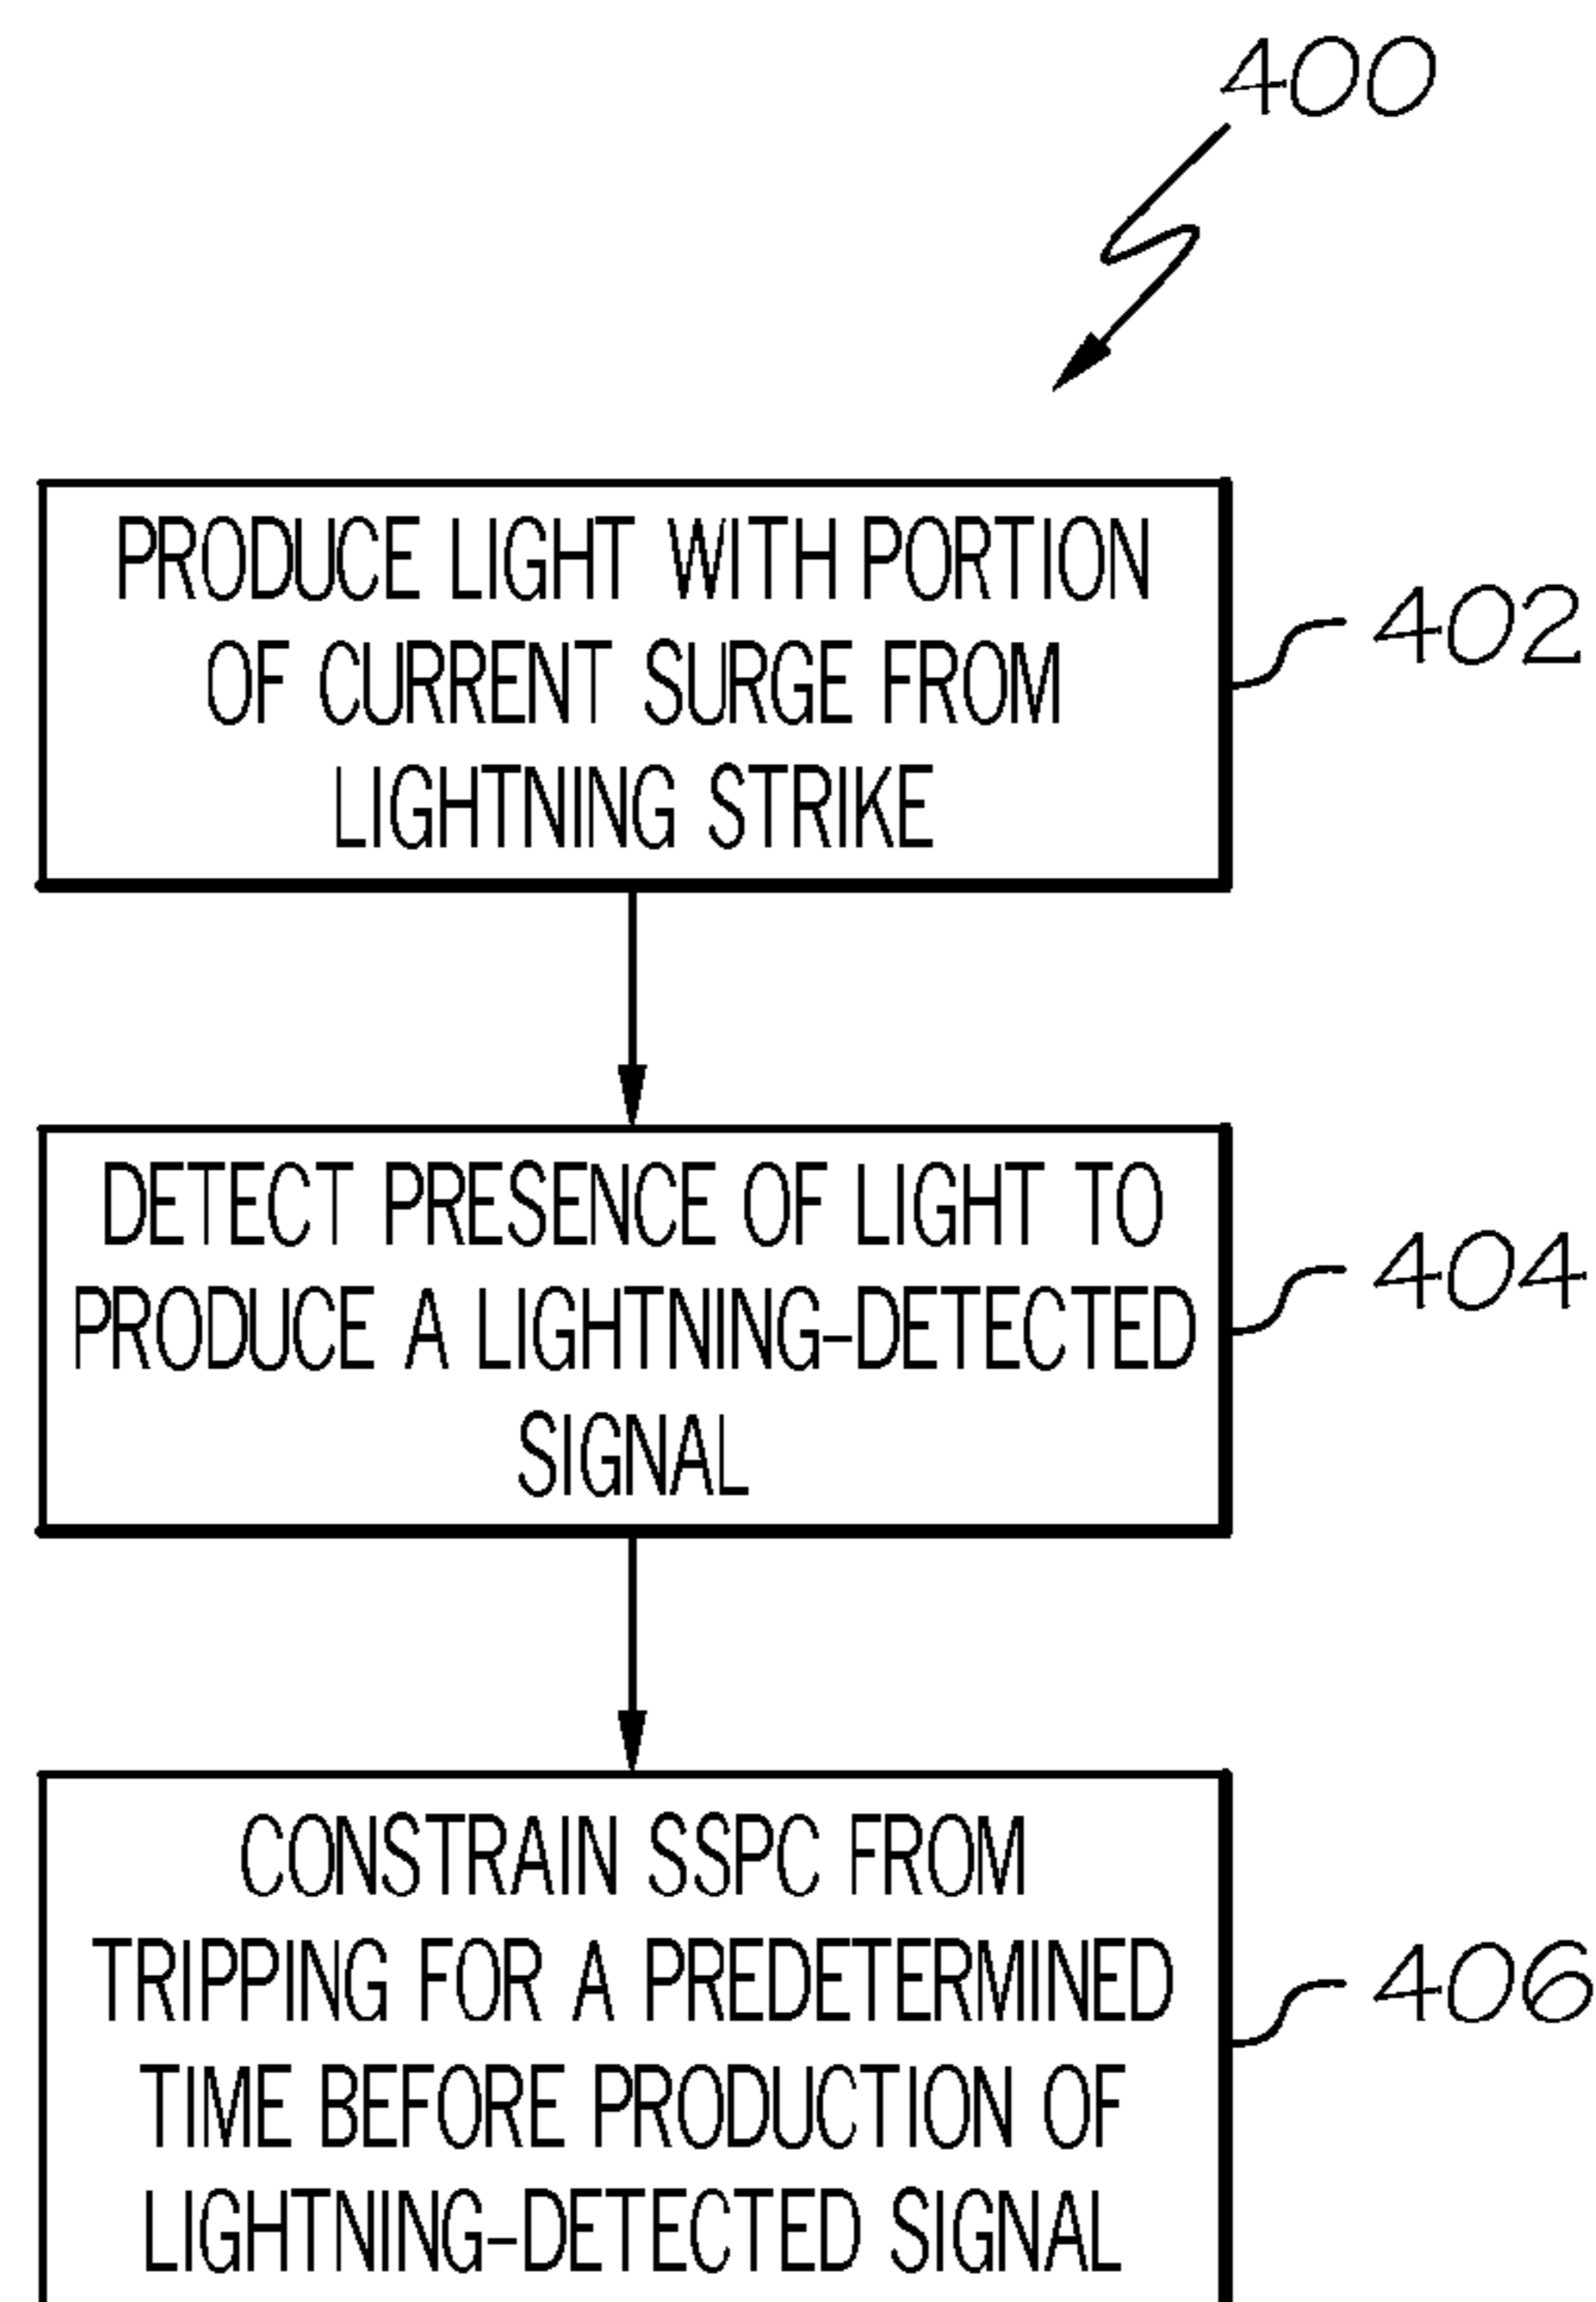 400
PRODUCE LIGHT WITH PORTION
OF CURRENT SURGE FROM
LIGHTNING STRIKE
402
DETECT PRESENCE OF LIGHT TO
PRODUCE A LIGHTNING-DETECTED
SIGNAL
404
CONSTRAIN SSPC FROM
TRIPPING FOR A PREDETERMINED
TIME BEFORE PRODUCTION OF
LIGHTNING-DETECTED SIGNAL
406